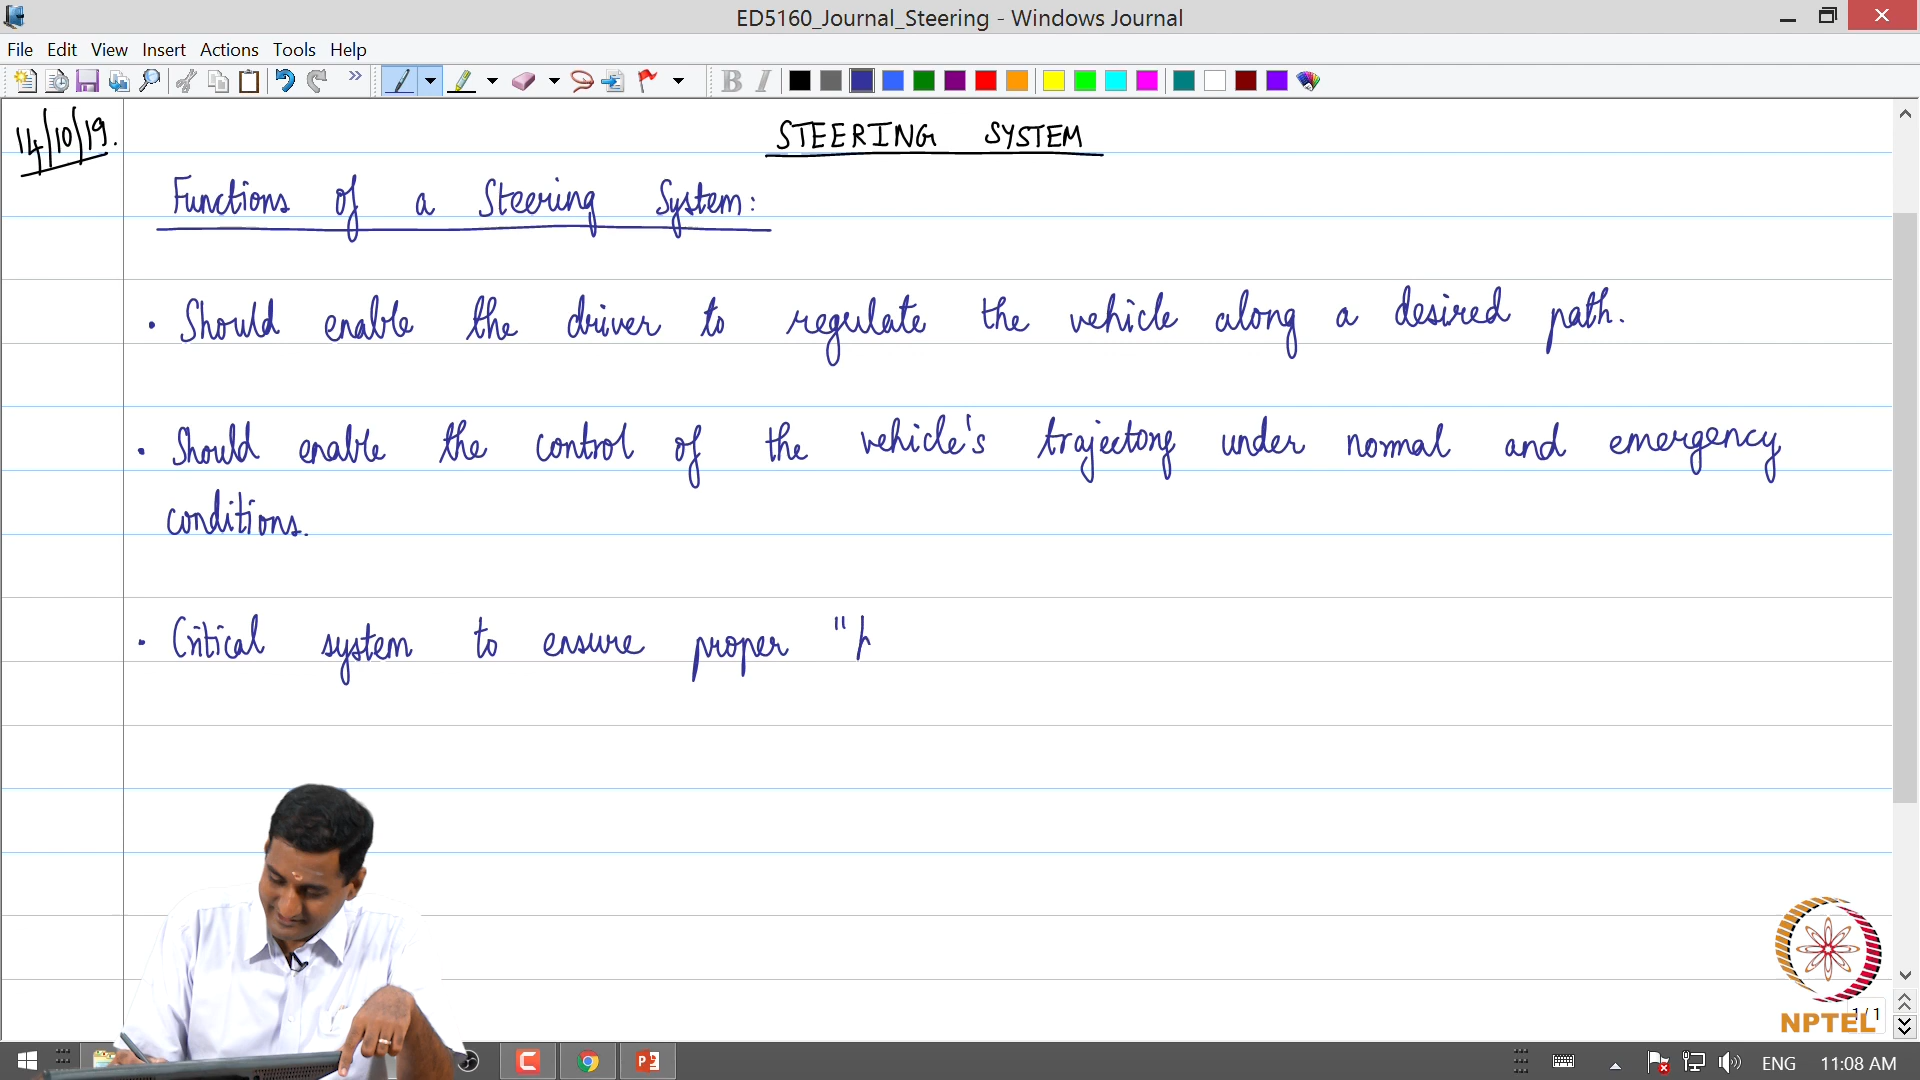 ED5160_Journal_Steering - Windows Journal
File Edit View Insert Actions Tools Help
B I
14/10/19.
STEERING SYSTEM
Functions of a Steering System:
· Should enable the driver to regulate the vehicle along a desired path.
· Should enable the control of the vehicle's trajectory under normal and emergency
conditions.
· Critical system to ensure proper "h
1/1
NPTEL
ENG 11:08 AM